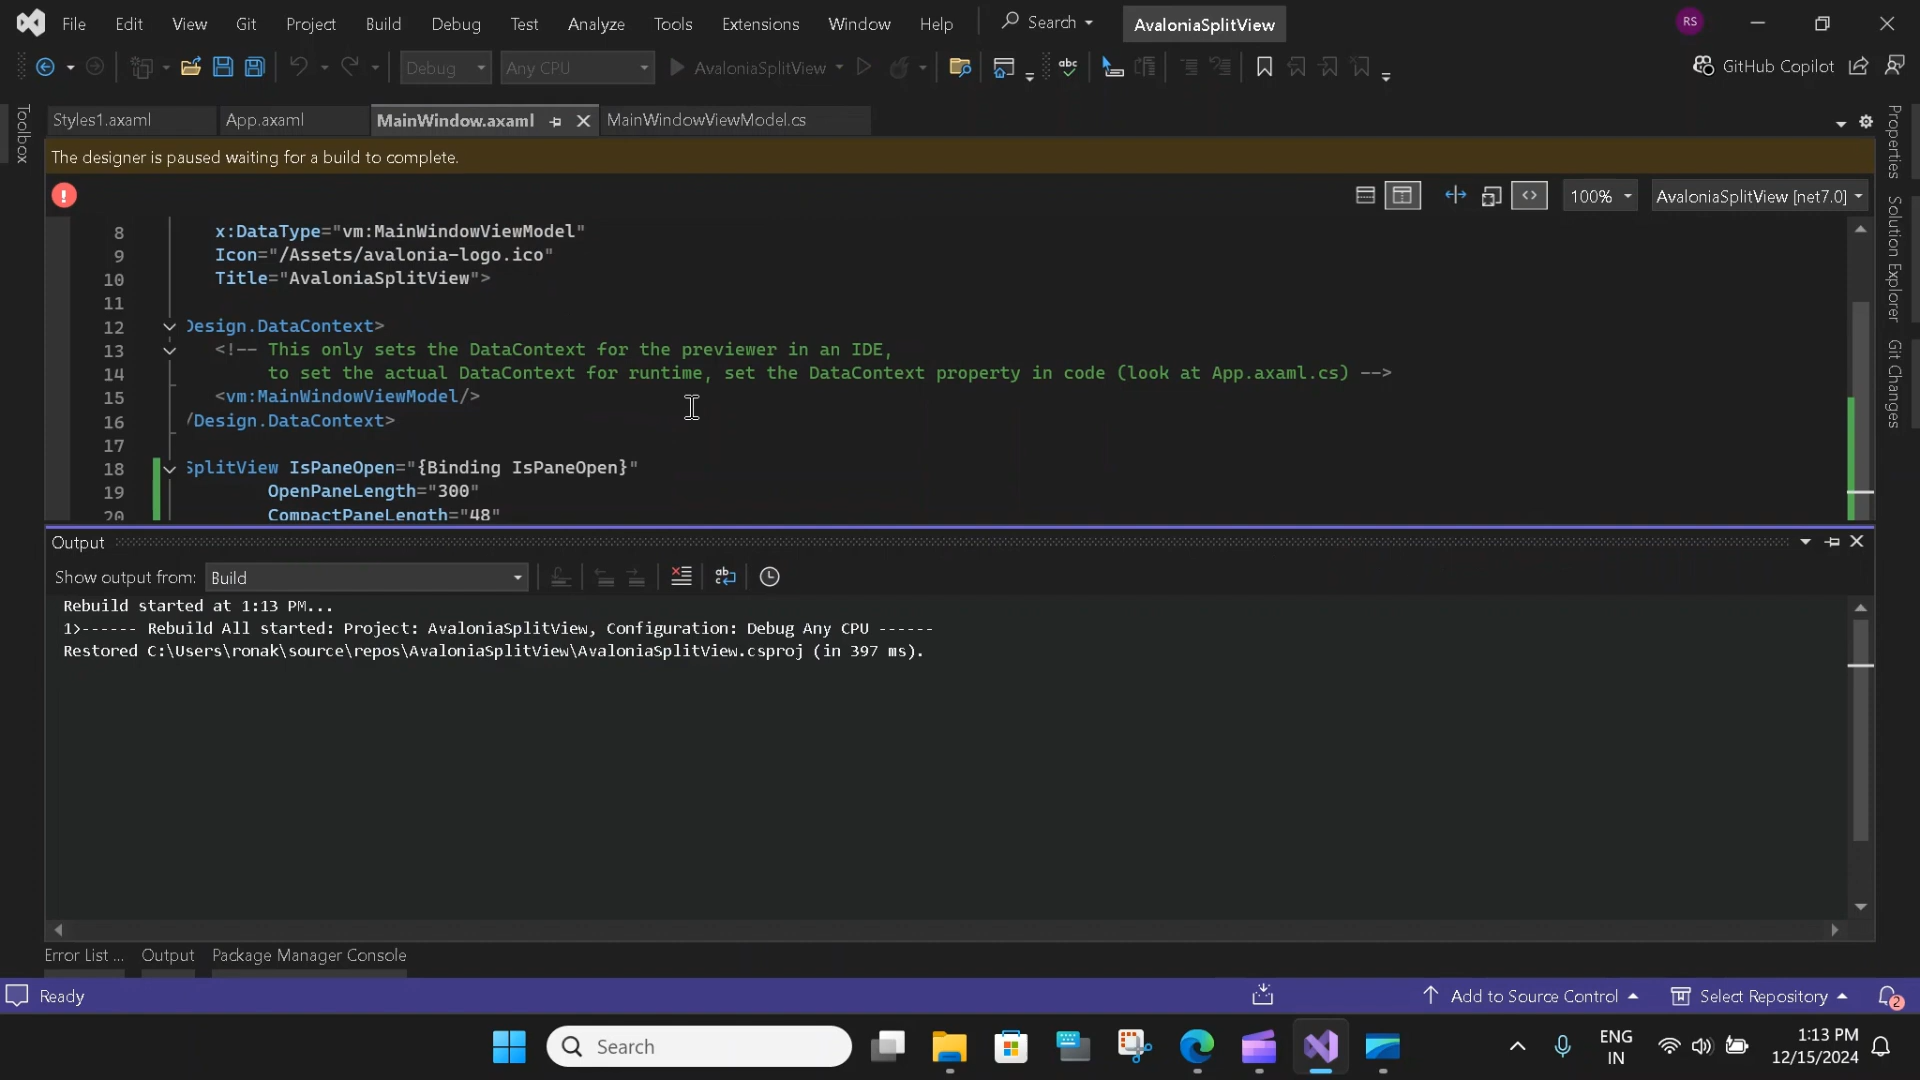 File Edit View Git Project Build Debug Test Analyze Tools Extensions Window Help Search AvaloniaSplitView RS
Debug Any CPU AvaloniaSplitView abc GitHub Copilot
Toolbox
Styles1.axaml App.axaml MainWindow.axaml MainWindowViewModel.cs
The designer is paused waiting for a build to complete.
100% AvaloniaSplitView [net7.0]
8 x:DataType="vm:MainWindowViewModel"
9 Icon="/Assets/avalonia-logo.ico"
10 Title="AvaloniaSplitView">
11
12 Design.DataContext>
13 <!-- This only sets the DataContext for the previewer in an IDE,
14 to set the actual DataContext for runtime, set the DataContext property in code (look at App.axaml.cs) -->
15 <vm:MainWindowViewModel/>
16 /Design.DataContext>
17
18 SplitView IsPaneOpen="{Binding IsPaneOpen}"
19 OpenPaneLength="300"
20 CompactPaneLength="48"
Properties
Solution Explorer
Git Changes
Output
Show output from: Build
Rebuild started at 1:13 PM...
1>------ Rebuild All started: Project: AvaloniaSplitView, Configuration: Debug Any CPU ------
Restored C:\Users\ronak\source\repos\AvaloniaSplitView\AvaloniaSplitView.csproj (in 397 ms).
Error List ... Output Package Manager Console
Ready Add to Source Control Select Repository 2
Search ENG IN 1:13 PM
12/15/2024